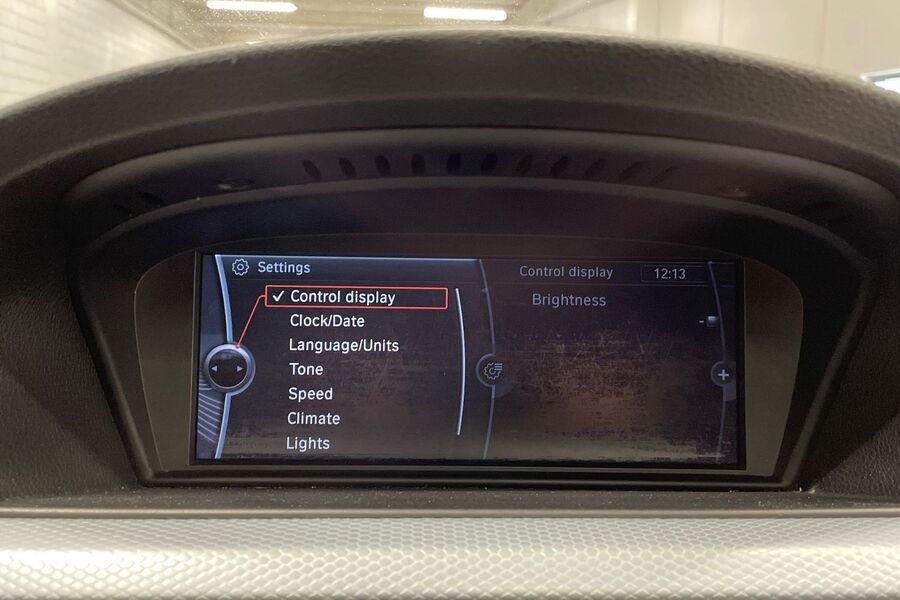 Settings
✓ Control display
Clock/Date
Language/Units
Tone
Speed
Climate
Lights
Control display 12:13
Brightness